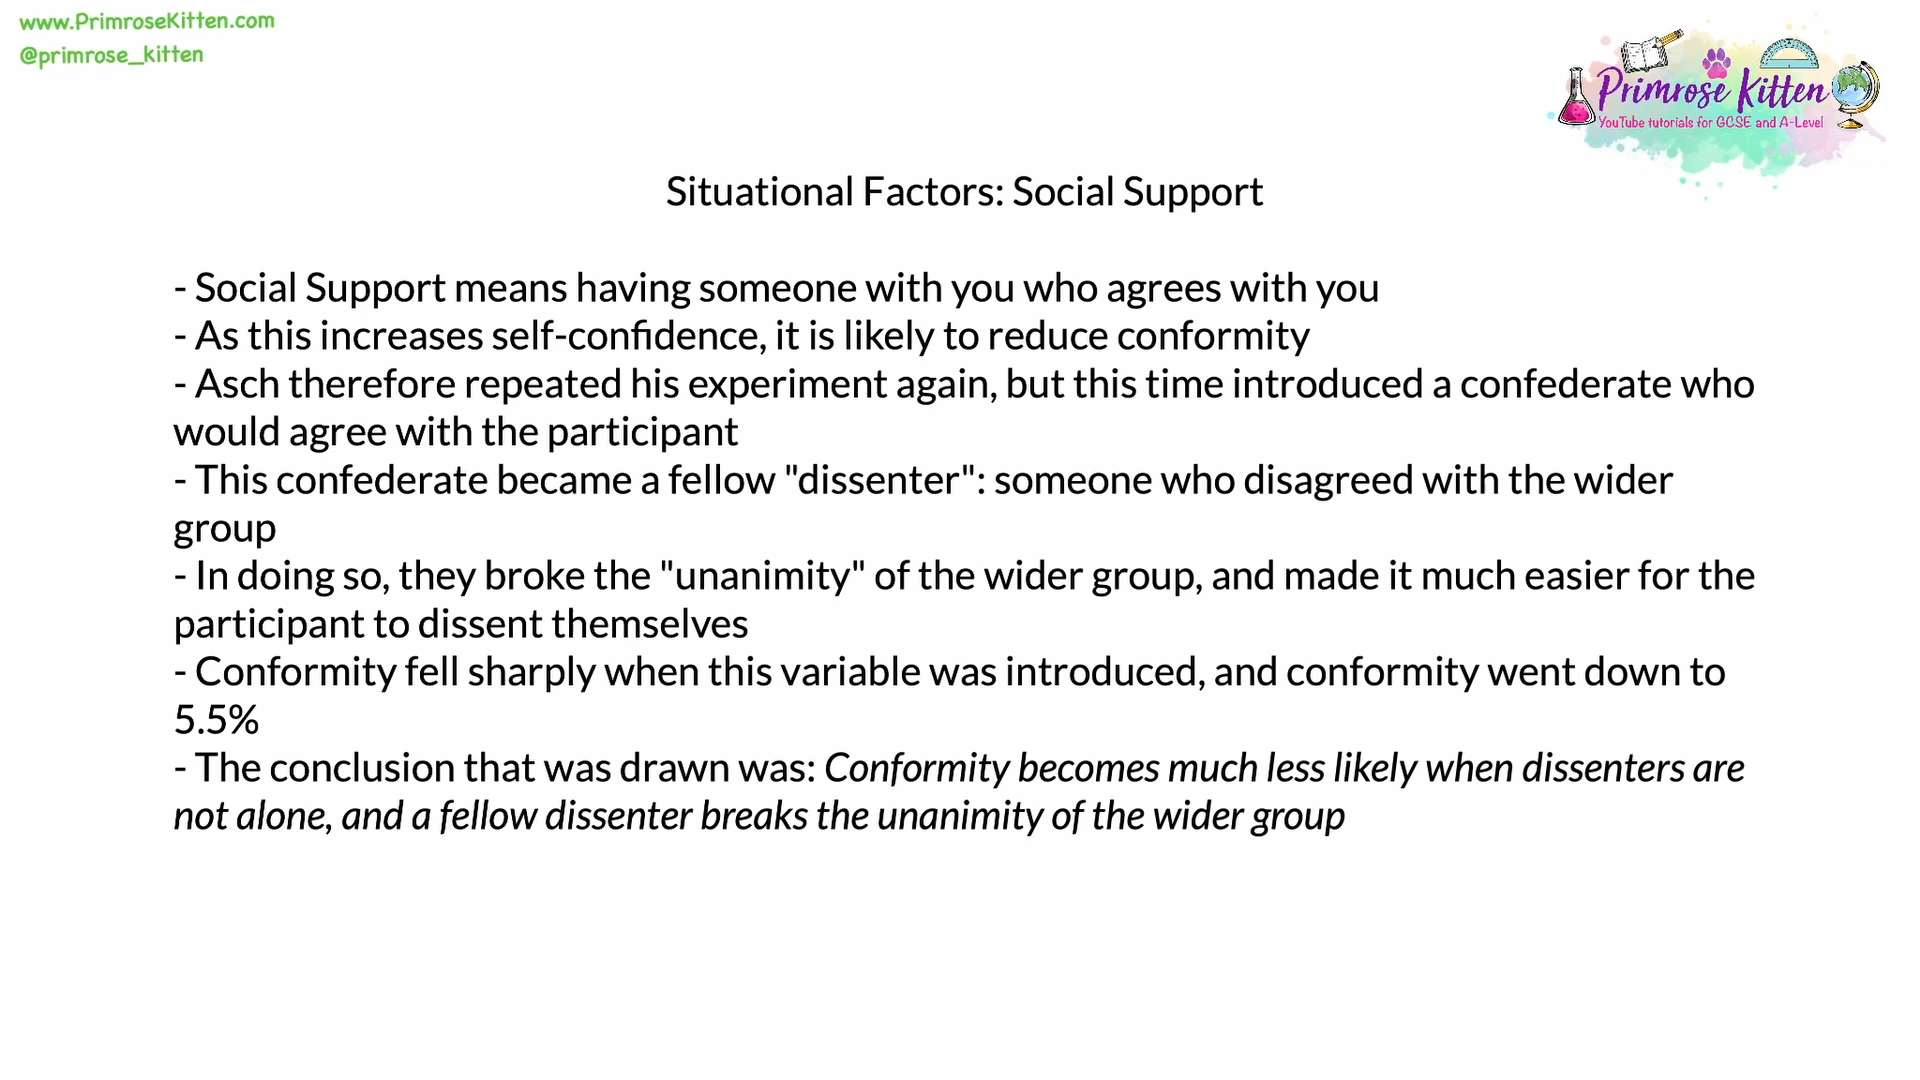 www.PrimroseKitten.com
@primrose_kitten
Primrose Kitten
YouTube tutorials for GCSE and A-Level
Situational Factors: Social Support
- Social Support means having someone with you who agrees with you
- As this increases self-confidence, it is likely to reduce conformity
- Asch therefore repeated his experiment again, but this time introduced a confederate who
would agree with the participant
- This confederate became a fellow "dissenter": someone who disagreed with the wider
group
- In doing so, they broke the "unanimity" of the wider group, and made it much easier for the
participant to dissent themselves
- Conformity fell sharply when this variable was introduced, and conformity went down to
5.5%
- The conclusion that was drawn was: Conformity becomes much less likely when dissenters are
not alone, and a fellow dissenter breaks the unanimity of the wider group